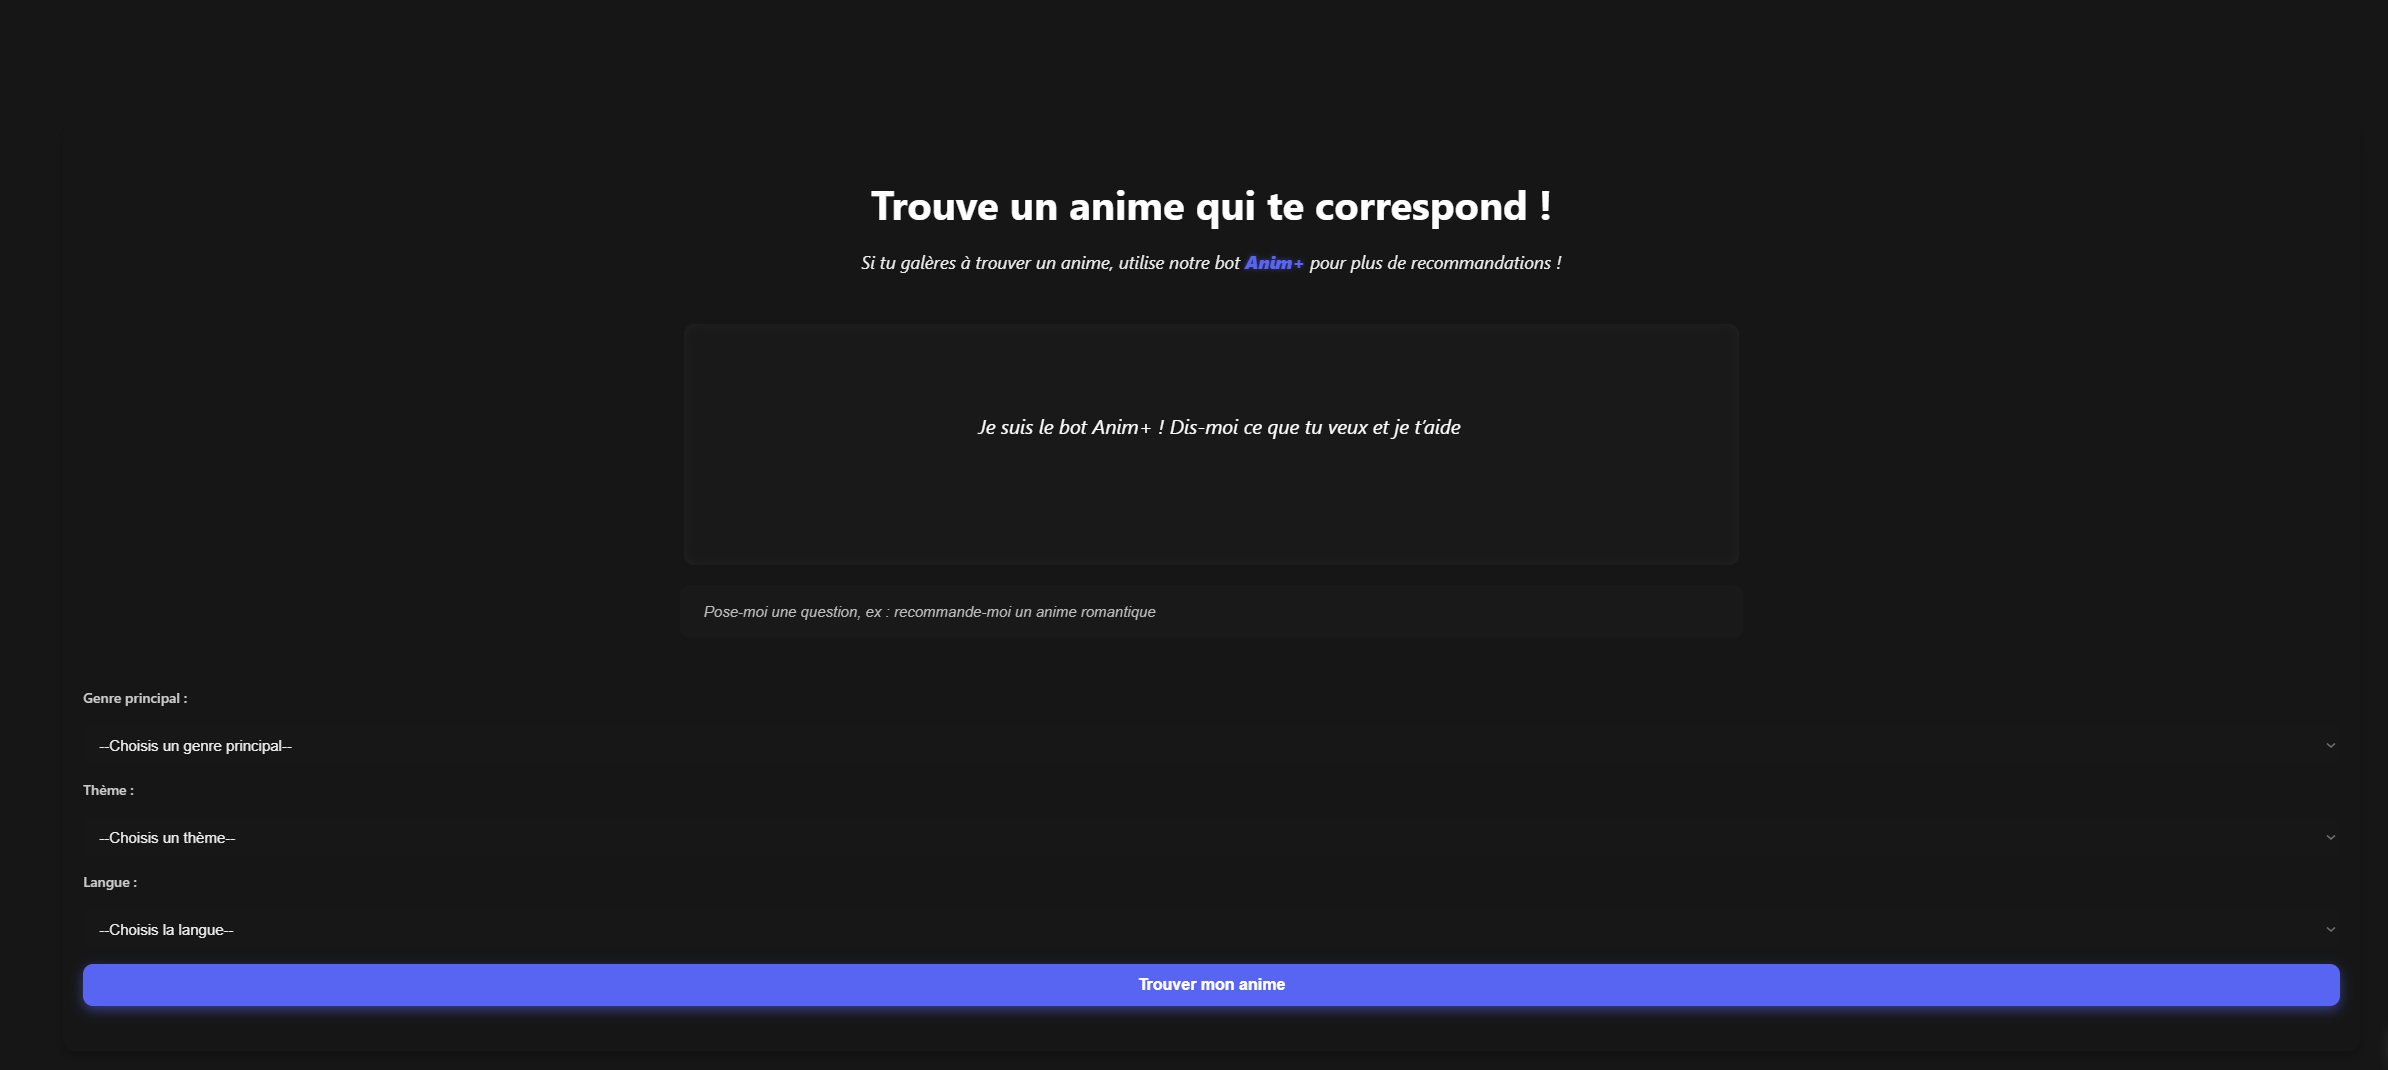 Trouve un anime qui te correspond !
Si tu galères à trouver un anime, utilise notre bot Anim+ pour plus de recommandations !
Je suis le bot Anim+ ! Dis-moi ce que tu veux et je t'aide
Pose-moi une question, ex : recommande-moi un anime romantique
Genre principal :
--Choisis un genre principal--
Thème :
--Choisis un thème--
Langue :
--Choisis la langue--
Trouver mon anime